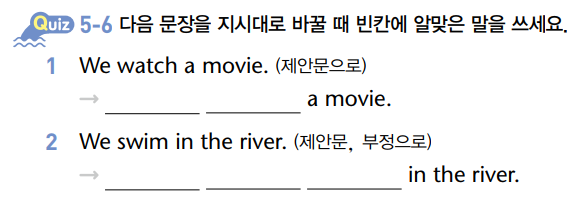 Quiz 5-6 다음 문장을 지시대로 바꿀 때 빈칸에 알맞은 말을 쓰세요.
1 We watch a movie. (제안문으로)
→ ________ ________ a movie.
2 We swim in the river. (제안문, 부정으로)
→ ________ ________ ________ in the river.